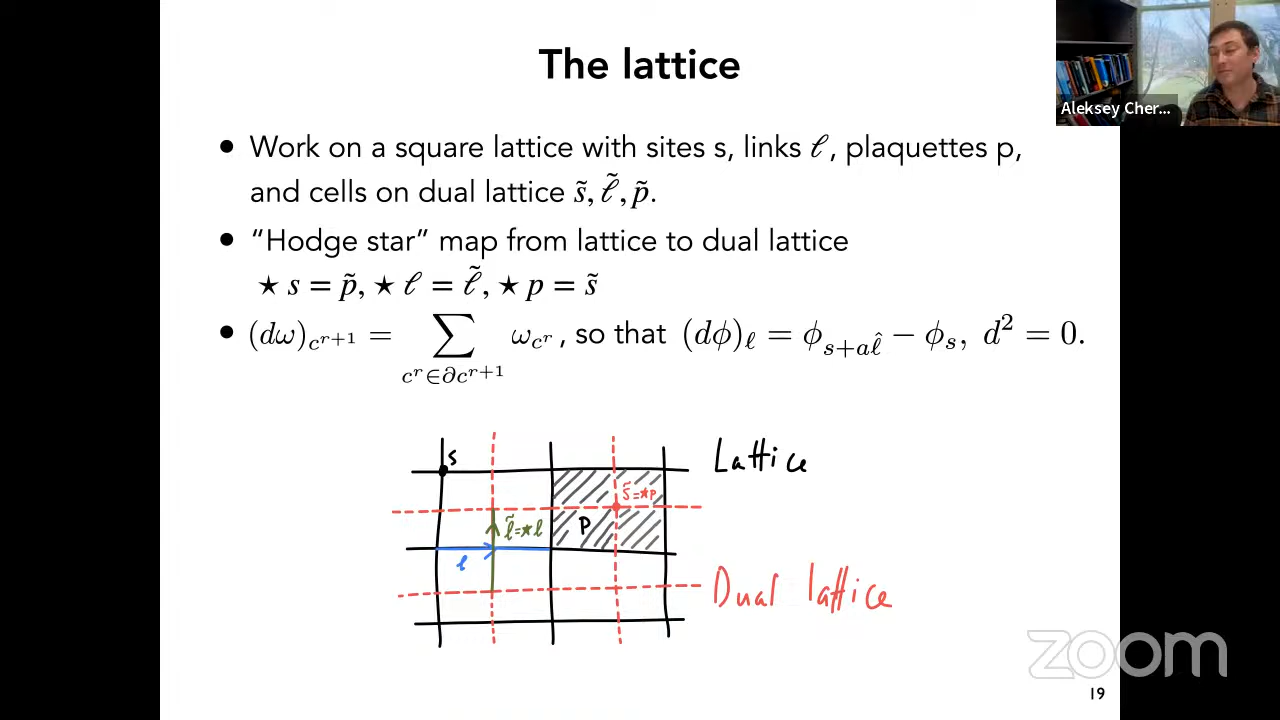 The lattice
Aleksey Cher...
• Work on a square lattice with sites s, links ℓ, plaquettes p,
and cells on dual lattice s̃, ℓ̃, p̃.
• “Hodge star” map from lattice to dual lattice
⋆ s = p̃, ⋆ ℓ = ℓ̃, ⋆ p = s̃
• (dω)_{c^{r+1}} = ∑_{c^r∈∂c^{r+1}} ω_{c^r}, so that (dϕ)_ℓ = ϕ_{s+aℓ̂} − ϕ_s, d² = 0.
s
Lattice
s̃=⋆p
ℓ̃=⋆ℓ
p
ℓ
Dual lattice
zoom
19